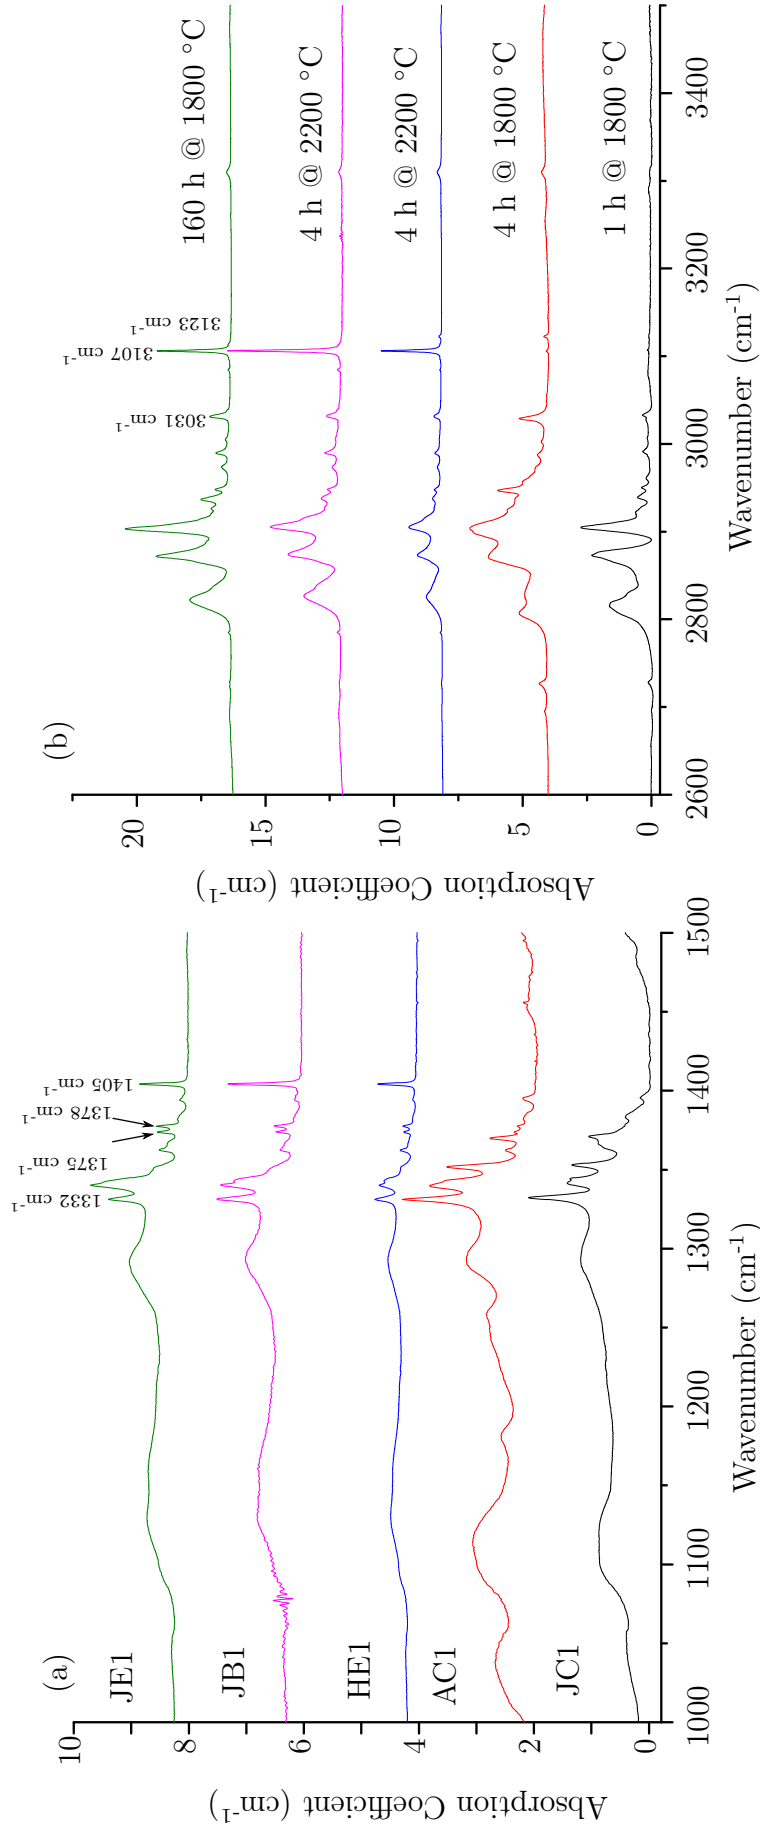 (a)
JE1
JB1
HE1
AC1
JC1
1332 cm-1
1375 cm-1
1378 cm-1
1405 cm-1
10
8
6
4
2
0
Absorption Coefficient (cm-1)
1000
1100
1200
1300
1400
1500
Wavenumber (cm-1)
(b)
3031 cm-1
3107 cm-1
3123 cm-1
160 h @ 1800 °C
4 h @ 2200 °C
4 h @ 2200 °C
4 h @ 1800 °C
1 h @ 1800 °C
20
15
10
5
0
Absorption Coefficient (cm-1)
2600
2800
3000
3200
3400
Wavenumber (cm-1)